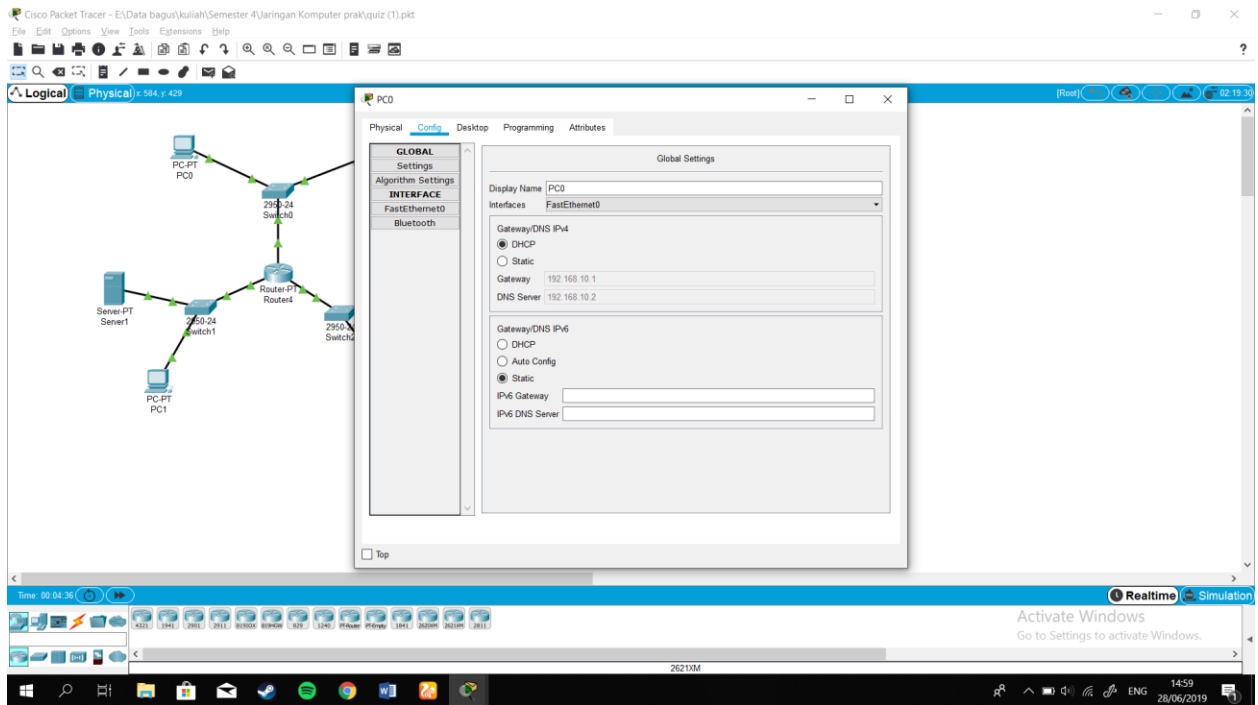 Cisco Packet Tracer - E:\Data bagus\kuliah\Semester 4\Jaringan Komputer prak\quiz (1).pkt
File Edit Options View Tools Extensions Help
?
Logical Physical x: 584, y: 429
[Root] 02:19:30
PC-PT
PC0
2950-24
Switch0
Router-PT
Router4
Server-PT
Server1
2950-24
Switch1
2950-2
Switch2
PC-PT
PC1
PC0
Physical Config Desktop Programming Attributes
GLOBAL
Settings
Algorithm Settings
INTERFACE
FastEthernet0
Bluetooth
Global Settings
Display Name PC0
Interfaces FastEthernet0
Gateway/DNS IPv4
DHCP
Static
Gateway 192.168.10.1
DNS Server 192.168.10.2
Gateway/DNS IPv6
DHCP
Auto Config
Static
IPv6 Gateway
IPv6 DNS Server
Top
Time: 00:04:36
Realtime Simulation
4321 1941 2901 2911 819IOX 819HGW 829 1240 PT-Router PT-Empty 1841 2620XM 2621XM 2811
2621XM
Activate Windows
Go to Settings to activate Windows.
ENG
14:59
28/06/2019